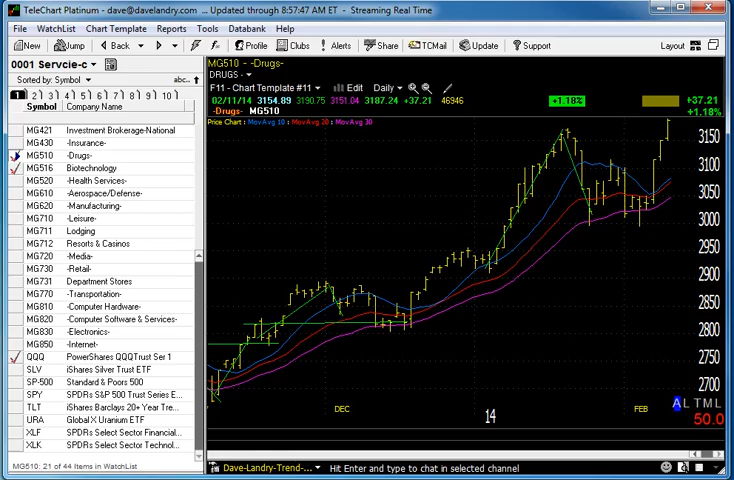 TeleChart Platinum - dave@davelandry.com ... Updated through 8:57:47 AM ET - Streaming Real Time
File WatchList Chart Template Reports Tools Databank Help
New Jump Back Profile Clubs Alerts Share TCMail Update Support Layout
0001 Servcie-c
Sorted by: Symbol abc..
1 2 3 4 5 6 7 8 9 10
Symbol Company Name
MG421 Investment Brokerage-National
MG430 -Insurance-
MG510 -Drugs-
MG516 Biotechnology
MG520 -Health Services-
MG610 -Aerospace/Defense-
MG620 -Manufacturing-
MG710 -Leisure-
MG711 Lodging
MG712 Resorts & Casinos
MG720 -Media-
MG730 -Retail-
MG731 Department Stores
MG770 -Transportation-
MG810 -Computer Hardware-
MG820 -Computer Software & Services-
MG830 -Electronics-
MG850 -Internet-
QQQ PowerShares QQQTrust Ser 1
SLV iShares Silver Trust ETF
SP-500 Standard & Poors 500
SPY SPDRs S&P 500 Trust Series E...
TLT iShares Barclays 20+ Year Tre...
URA Global X Uranium ETF
XLF SPDRs Select Sector Financial...
XLK SPDRs Select Sector Technol...
MG510: 21 of 44 Items in WatchList
MG510 -Drugs-
DRUGS -
F11 - Chart Template #11 Edit Daily
02/11/14 3154.89 3190.75 3151.04 3187.24 +37.21 46946 +1.18% +37.21
-Drugs- MG510 +1.18%
Price Chart : MovAvg 10 : MovAvg 20 : MovAvg 30 :
3150
3100
3050
3000
2950
2900
2850
2800
2750
2700
A L T M L
DEC 14 FEB
50.0
Dave-Landry-Trend-... Hit Enter and type to chat in selected channel